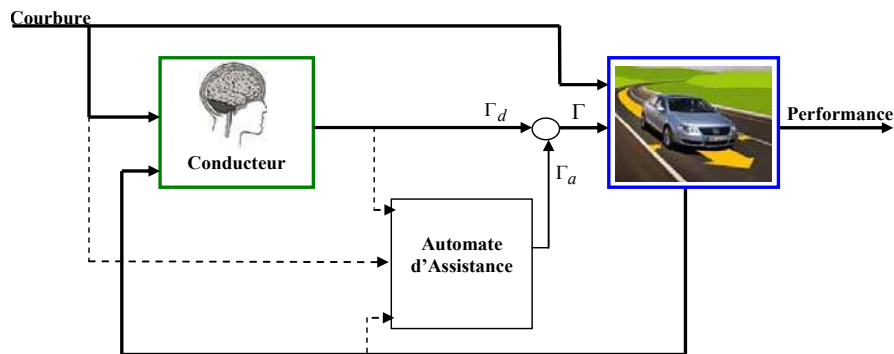 Courbure
Γd
Γ
Performance
Conducteur
Γa
Automate
d'Assistance